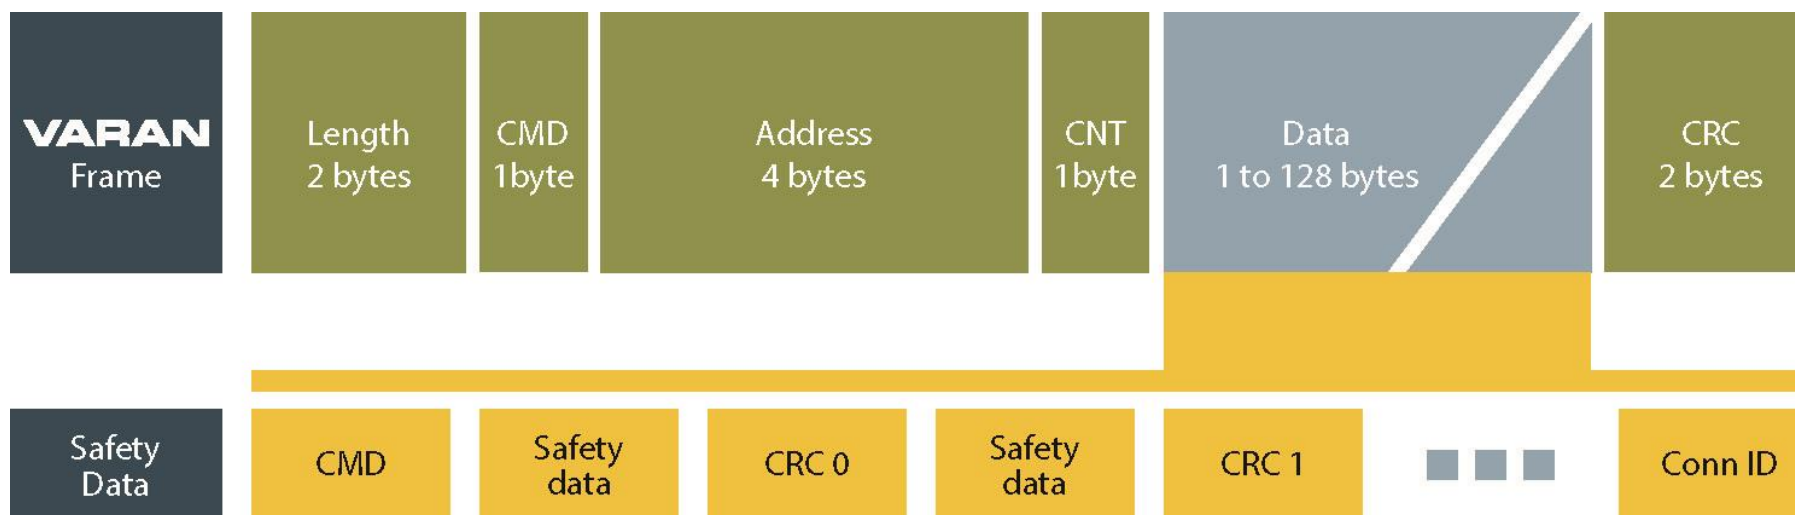 VARAN
Frame
Length
2 bytes
CMD
1byte
Address
4 bytes
CNT
1byte
Data
1 to 128 bytes
CRC
2 bytes
Safety
Data
CMD
Safety
data
CRC 0
Safety
data
CRC 1
Conn ID